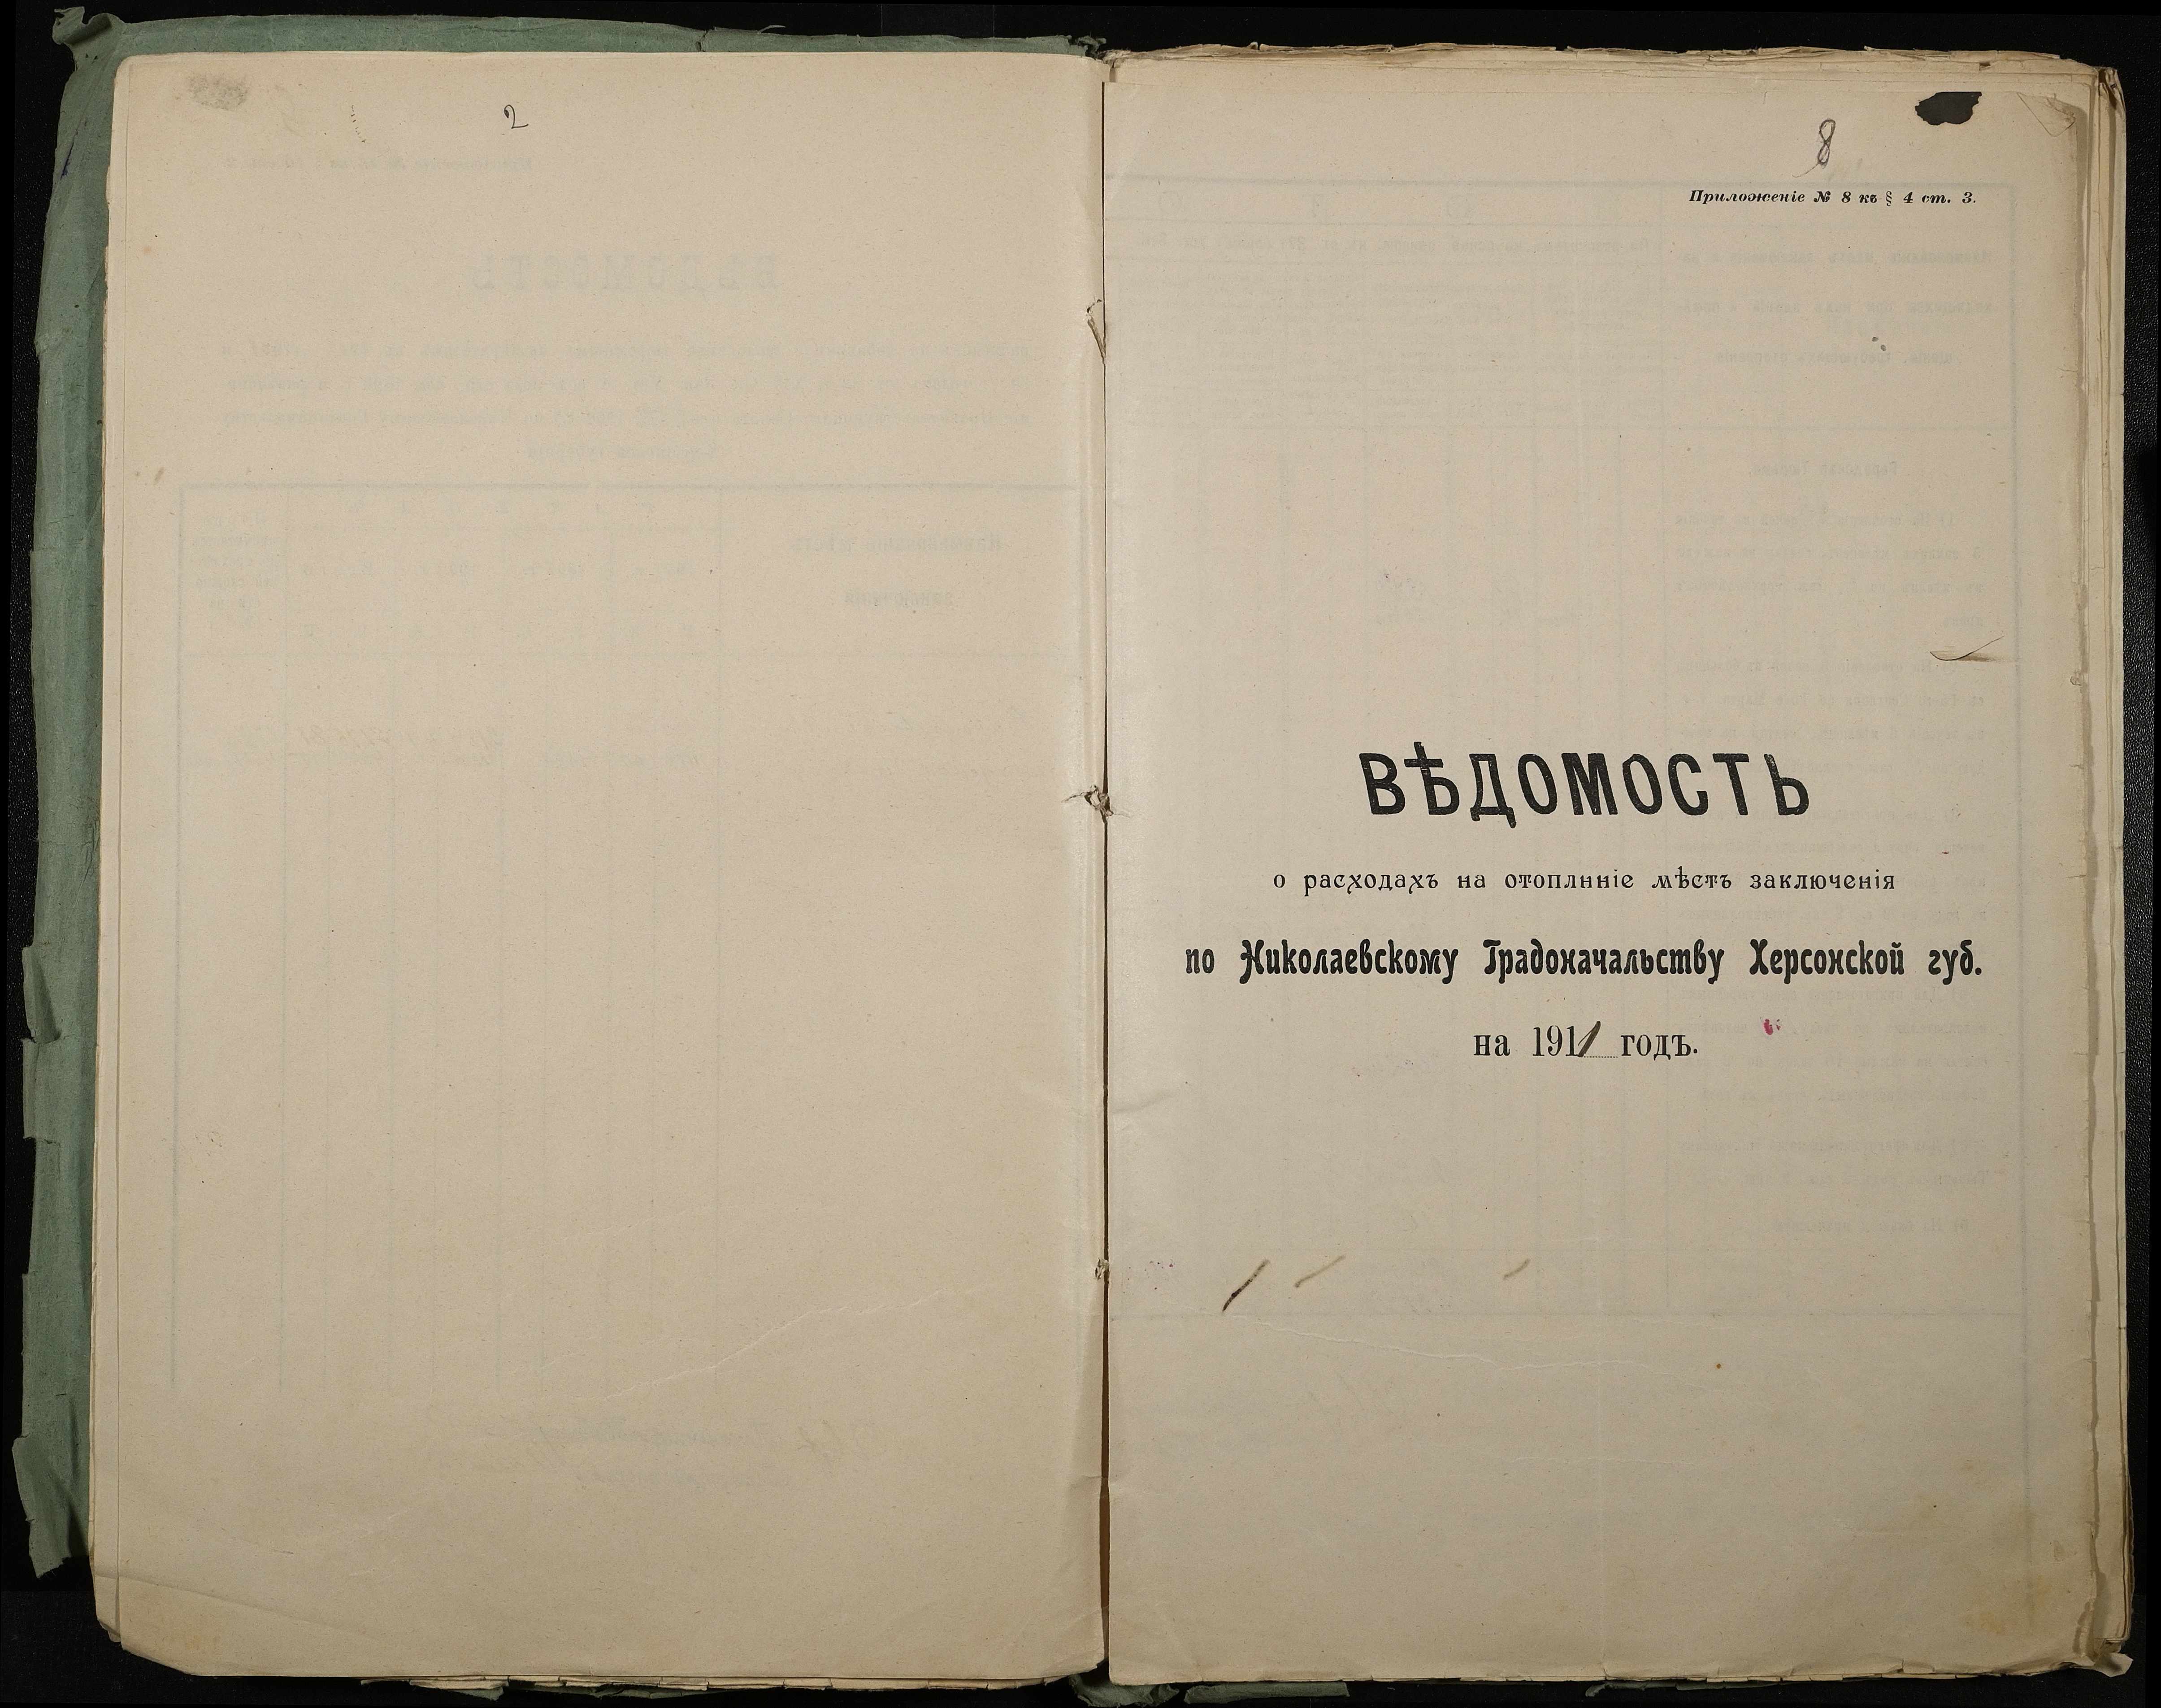 2
8
Приложеніе № 8 къ § 4 ст. 3.
ВѢДОМОСТЬ
о расходахъ на отоплнніе мѣстъ заключенія
по Николаевскому Градоначальству Херсонской губ.
на 1911 годъ.